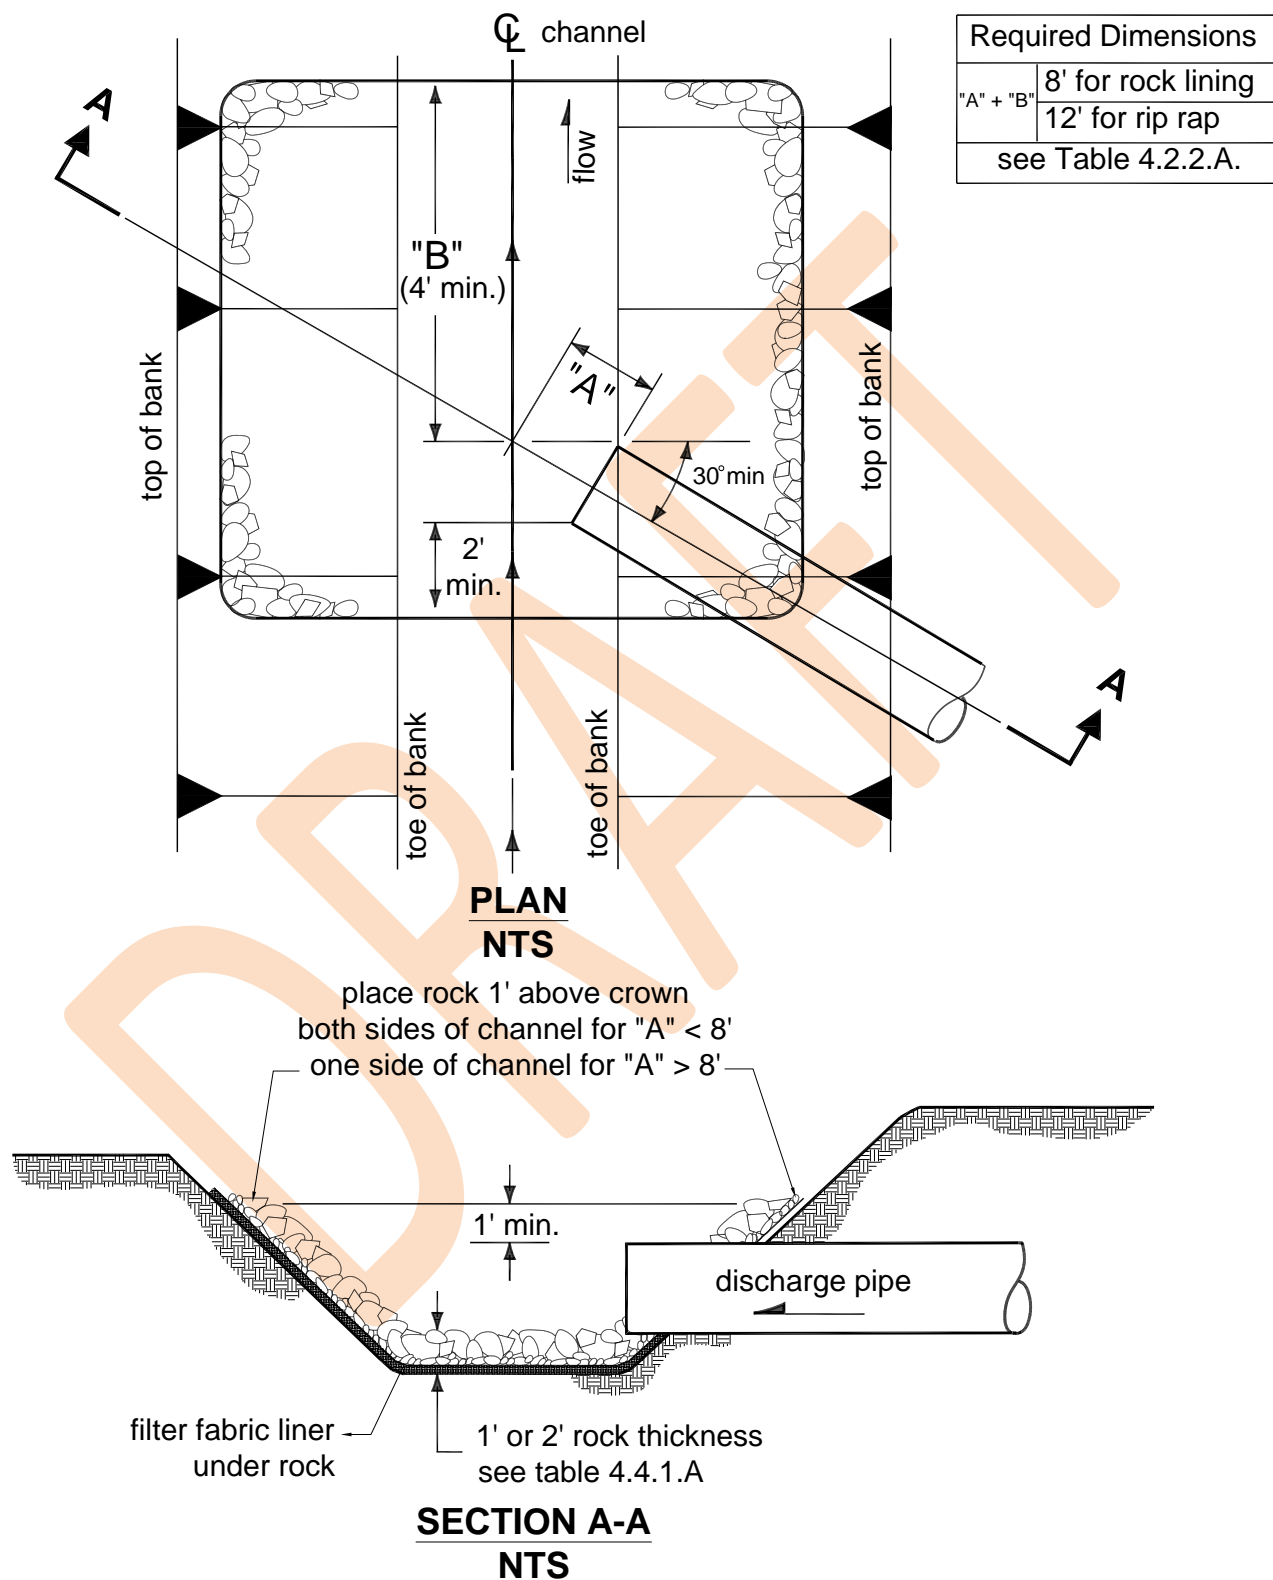 ℄ channel
Required Dimensions
"A" + "B"
8' for rock lining
12' for rip rap
see Table 4.2.2.A.
A
flow
"B"
(4' min.)
"A"
top of bank
top of bank
30° min
2'
min.
A
toe of bank
toe of bank
PLAN
NTS
place rock 1' above crown
both sides of channel for "A" < 8'
one side of channel for "A" > 8'
1' min.
discharge pipe
filter fabric liner
under rock
1' or 2' rock thickness
see table 4.4.1.A
SECTION A-A
NTS
DRAFT